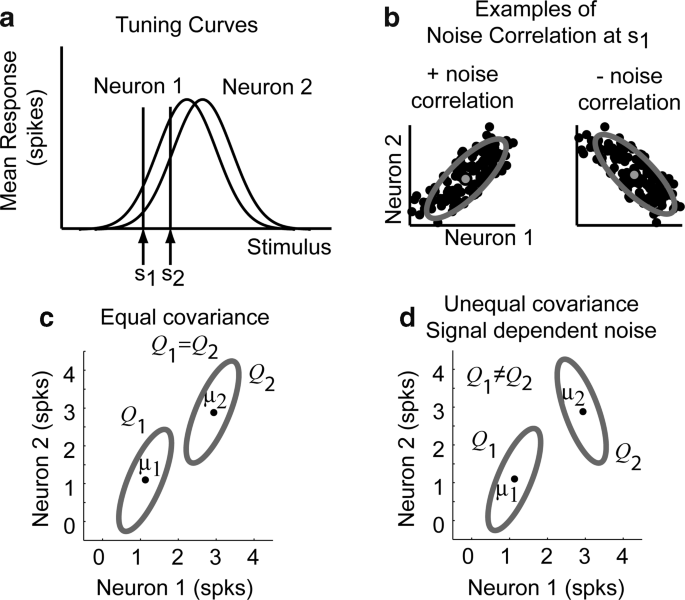 a
Tuning Curves
Mean Response
(spikes)
Neuron 1
Neuron 2
Stimulus
s1
s2
b
Examples of
Noise Correlation at s1
+ noise
correlation
- noise
correlation
Neuron 2
Neuron 1
c
Equal covariance
Q1=Q2
Neuron 2 (spks)
4
3
2
1
0
Q1
μ1
Q2
μ2
0 1 2 3 4
Neuron 1 (spks)
d
Unequal covariance
Signal dependent noise
Q1≠Q2
Neuron 2 (spks)
4
3
2
1
0
Q1
μ1
μ2
Q2
0 1 2 3 4
Neuron 1 (spks)